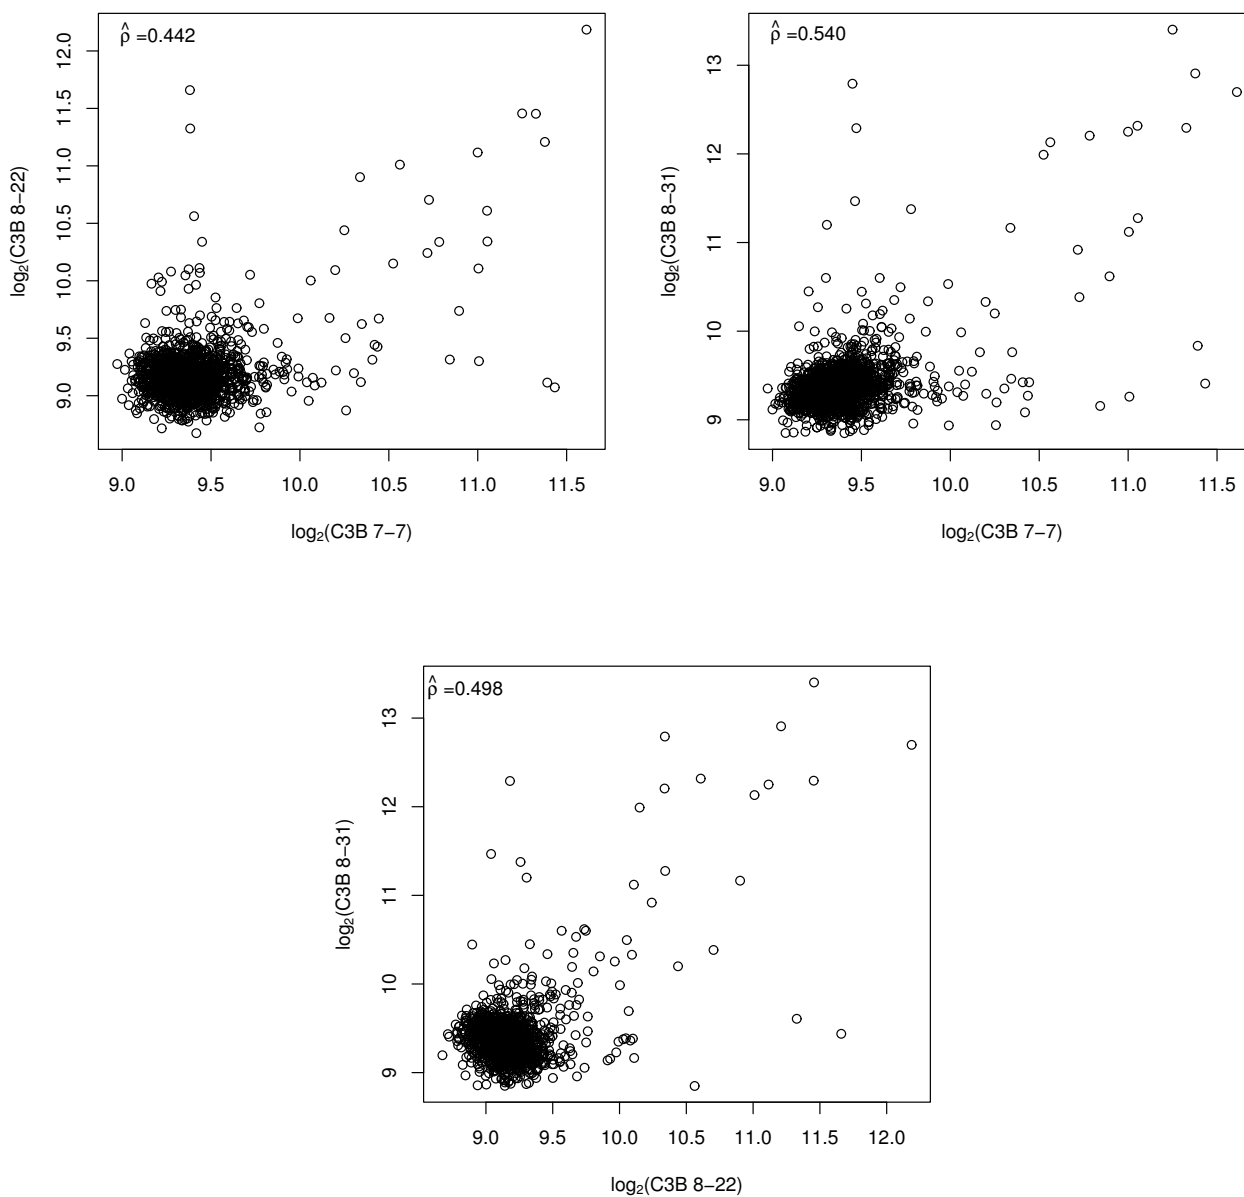 ρ̂ =0.442
12.0
11.5
11.0
10.5
10.0
9.5
9.0
log₂(C3B 8−22)
9.0 9.5 10.0 10.5 11.0 11.5
log₂(C3B 7−7)
ρ̂ =0.540
13
12
11
10
9
log₂(C3B 8−31)
9.0 9.5 10.0 10.5 11.0 11.5
log₂(C3B 7−7)
ρ̂ =0.498
13
12
11
10
9
log₂(C3B 8−31)
9.0 9.5 10.0 10.5 11.0 11.5 12.0
log₂(C3B 8−22)